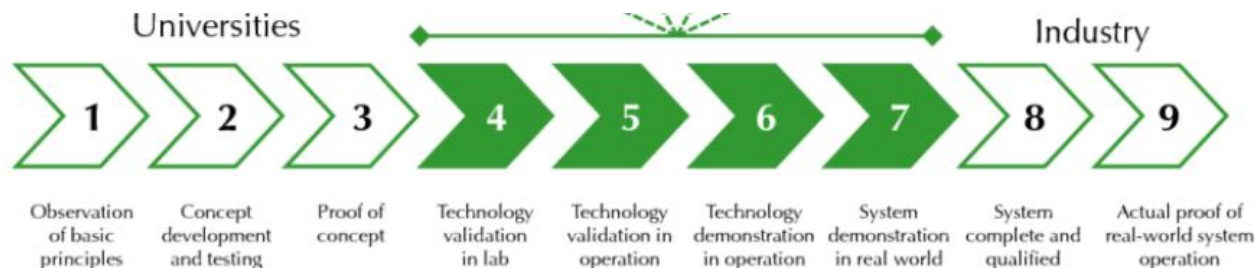 Universities
Industry
1
2
3
4
5
6
7
8
9
Observation
of basic
principles
Concept
development
and testing
Proof of
concept
Technology
validation
in lab
Technology
validation in
operation
Technology
demonstration
in operation
System
demonstration
in real world
System
complete and
qualified
Actual proof of
real-world system
operation